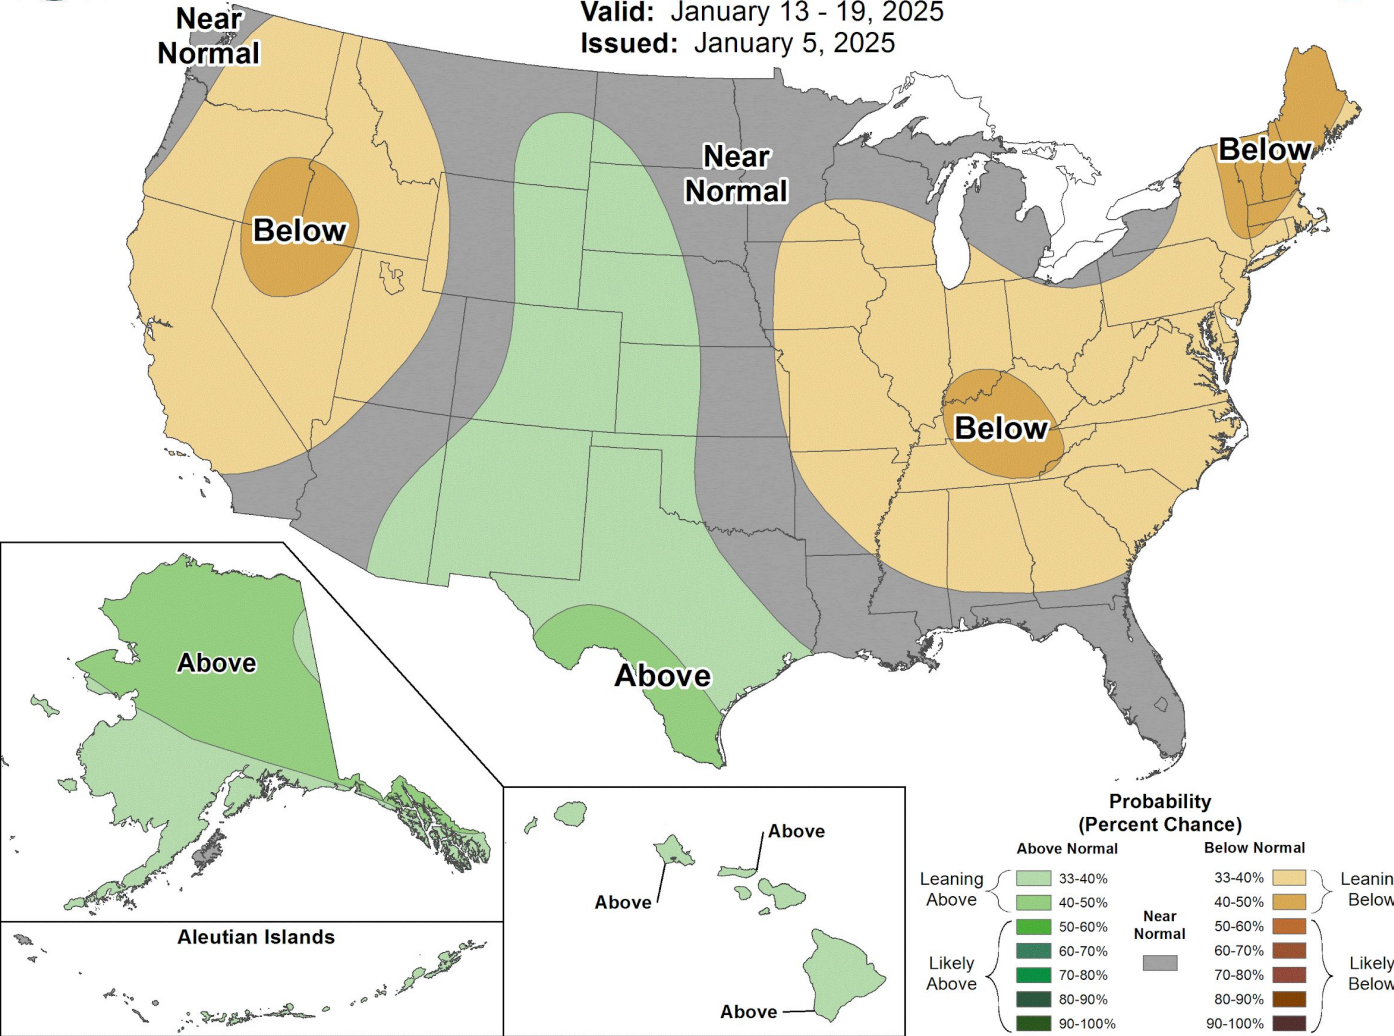 Valid: January 13 - 19, 2025
Issued: January 5, 2025
Near
Normal
Near
Normal
Below
Below
Below
Above
Above
Aleutian Islands
Above
Above
Above
Probability
(Percent Chance)
Above Normal
Below Normal
Leaning
Above
33-40%
40-50%
Likely
Above
50-60%
60-70%
70-80%
80-90%
90-100%
Near
Normal
33-40%
40-50%
Leanin
Below
50-60%
60-70%
70-80%
80-90%
90-100%
Likely
Below